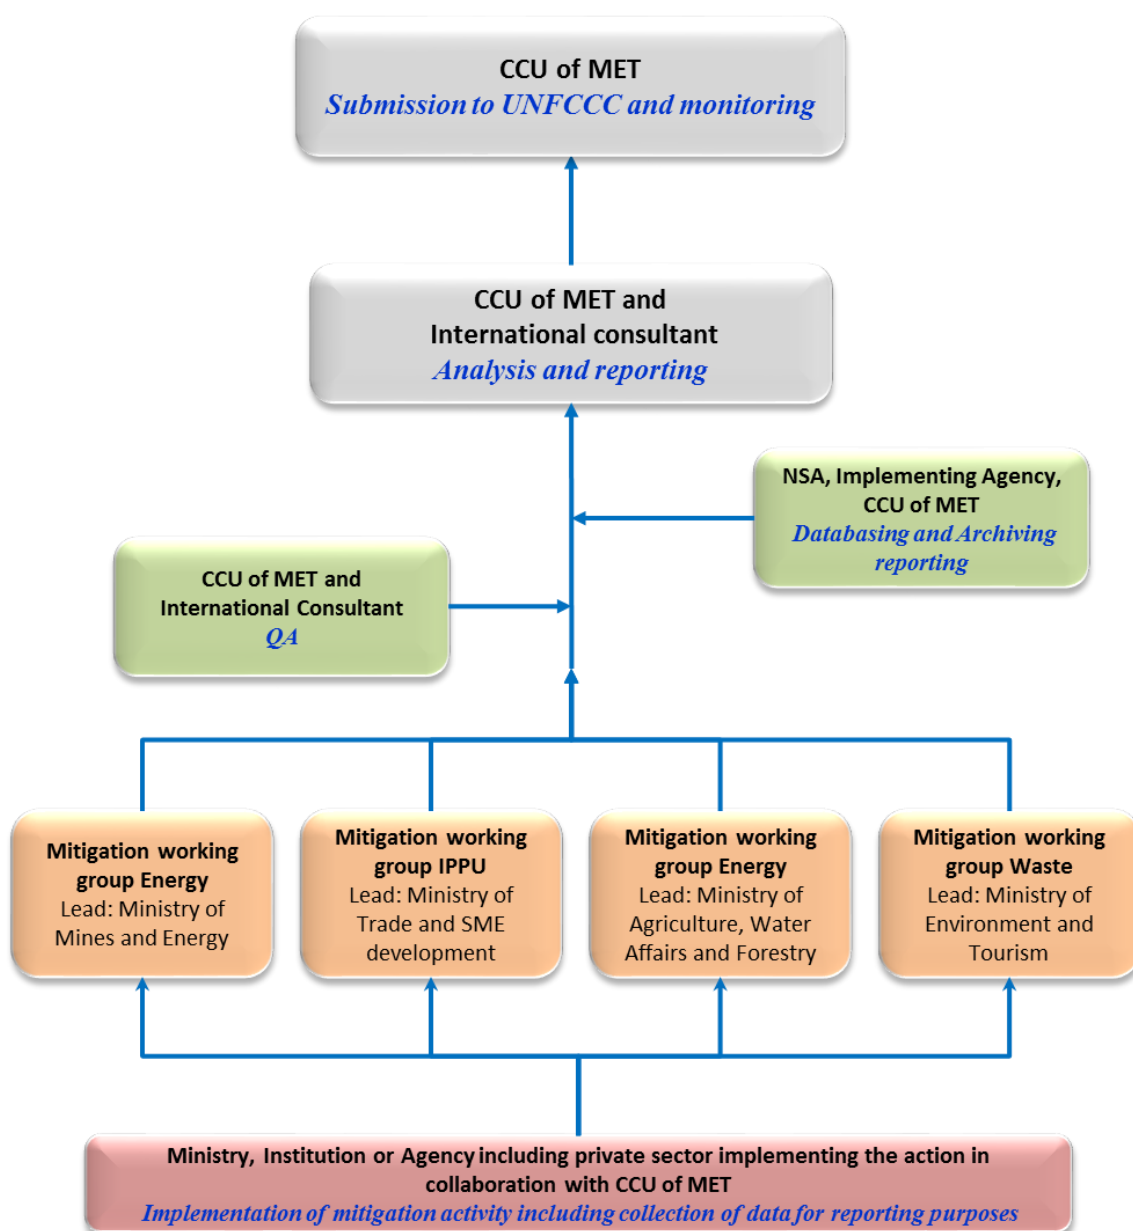 CCU of MET
Submission to UNFCCC and monitoring
CCU of MET and
International consultant
Analysis and reporting
NSA, Implementing Agency,
CCU of MET
Databasing and Archiving
reporting
CCU of MET and
International Consultant
QA
Mitigation working
group Energy
Lead: Ministry of
Mines and Energy
Mitigation working
group IPPU
Lead: Ministry of
Trade and SME
development
Mitigation working
group Energy
Lead: Ministry of
Agriculture, Water
Affairs and Forestry
Mitigation working
group Waste
Lead: Ministry of
Environment and
Tourism
Ministry, Institution or Agency including private sector implementing the action in
collaboration with CCU of MET
Implementation of mitigation activity including collection of data for reporting purposes